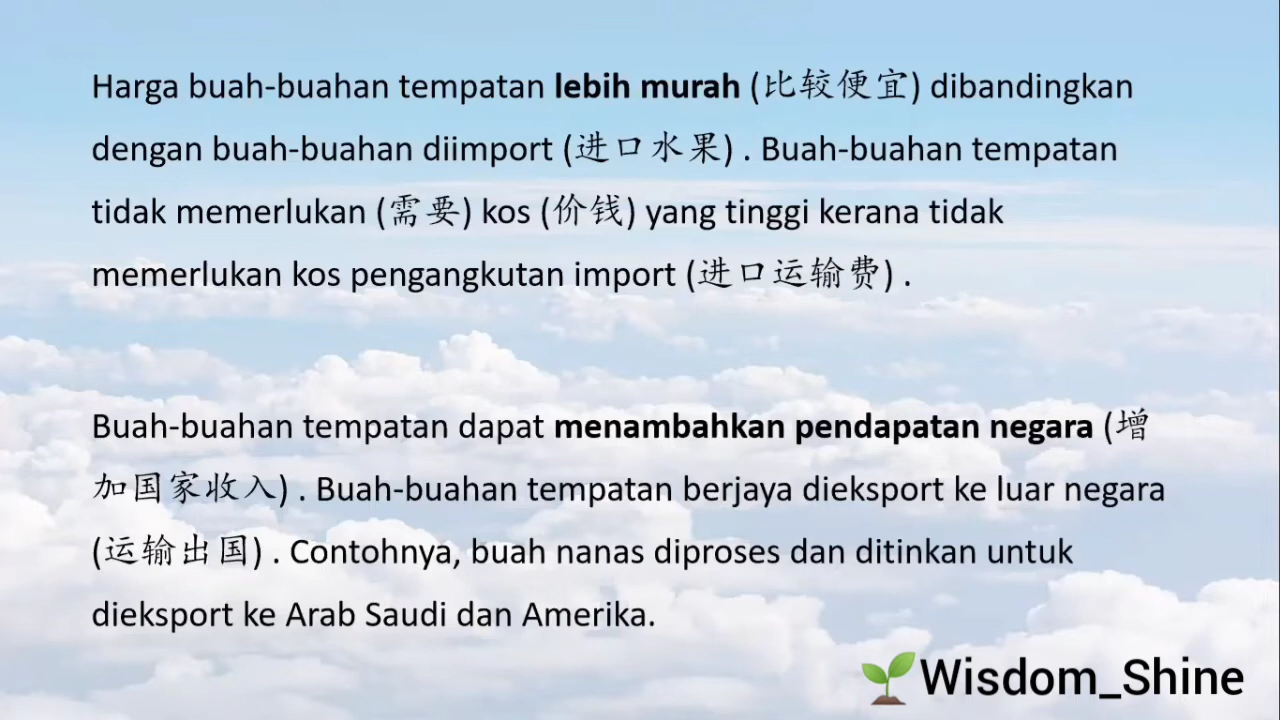 Harga buah-buahan tempatan lebih murah (比较便宜) dibandingkan
dengan buah-buahan diimport (进口水果) . Buah-buahan tempatan
tidak memerlukan (需要) kos (价钱) yang tinggi kerana tidak
memerlukan kos pengangkutan import (进口运输费) .
Buah-buahan tempatan dapat menambahkan pendapatan negara (增
加国家收入) . Buah-buahan tempatan berjaya dieksport ke luar negara
(运输出国) . Contohnya, buah nanas diproses dan ditinkan untuk
dieksport ke Arab Saudi dan Amerika.
Wisdom_Shine